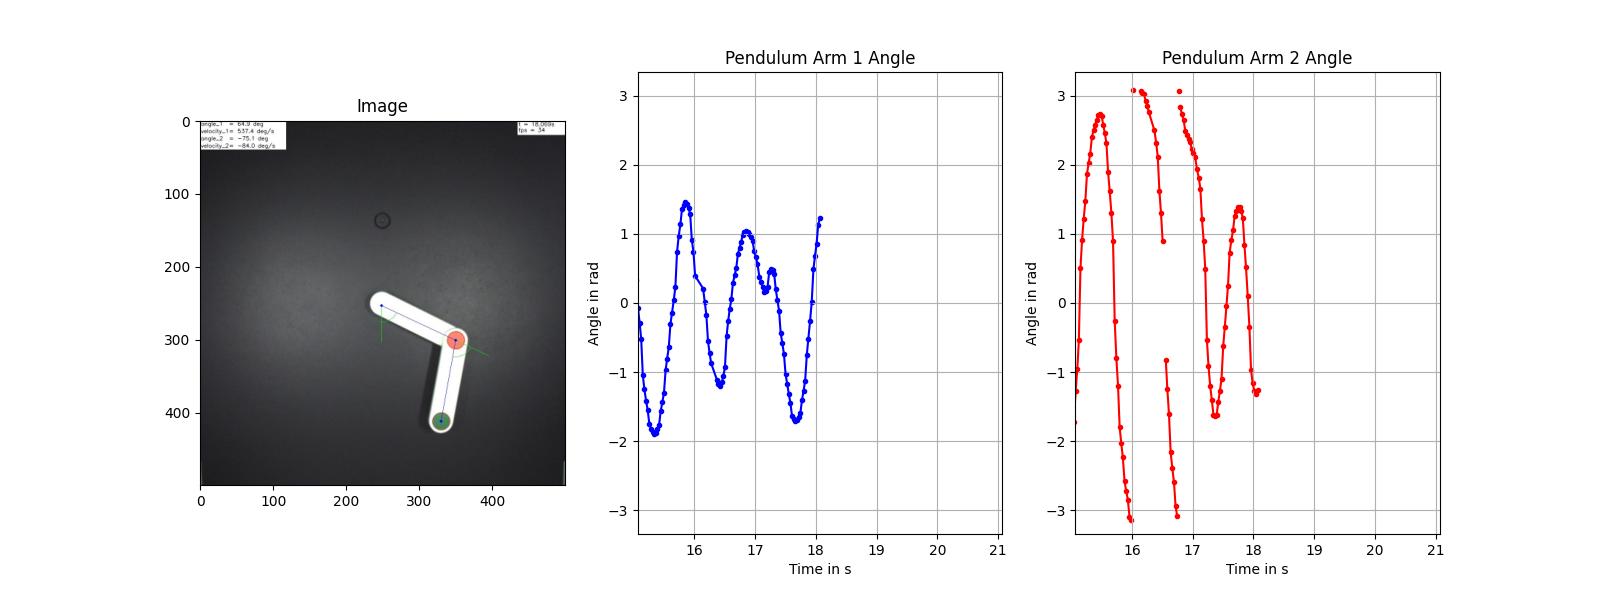 Image
angle_1 = 64.9 deg
velocity_1= 537.4 deg/s
angle_2 = -75.1 deg
velocity_2= -84.0 deg/s
t = 18.069s
fps = 34
0
100
200
300
400
0 100 200 300 400
Pendulum Arm 1 Angle
Angle in rad
3
2
1
0
−1
−2
−3
16 17 18 19 20 21
Time in s
Pendulum Arm 2 Angle
Angle in rad
3
2
1
0
−1
−2
−3
16 17 18 19 20 21
Time in s